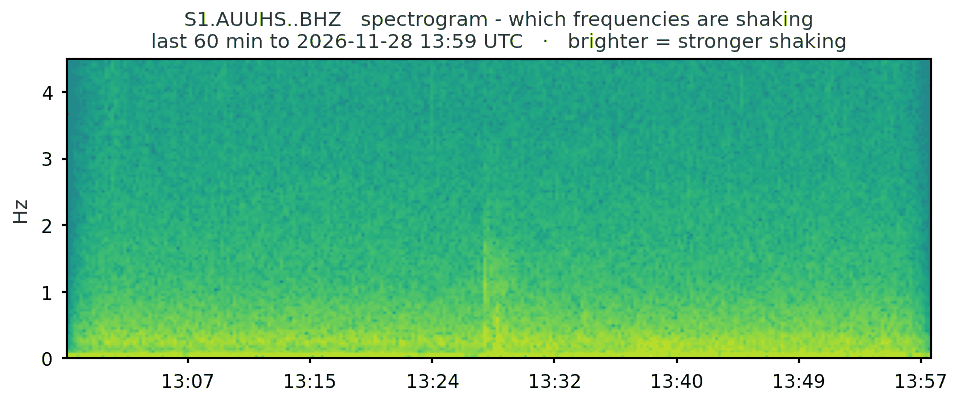 S1.AUUHS..BHZ   spectrogram - which frequencies are shaking
last 60 min to 2026-11-28 13:59 UTC   ·   brighter = stronger shaking
4
3
2
1
0
Hz
13:07 13:15 13:24 13:32 13:40 13:49 13:57